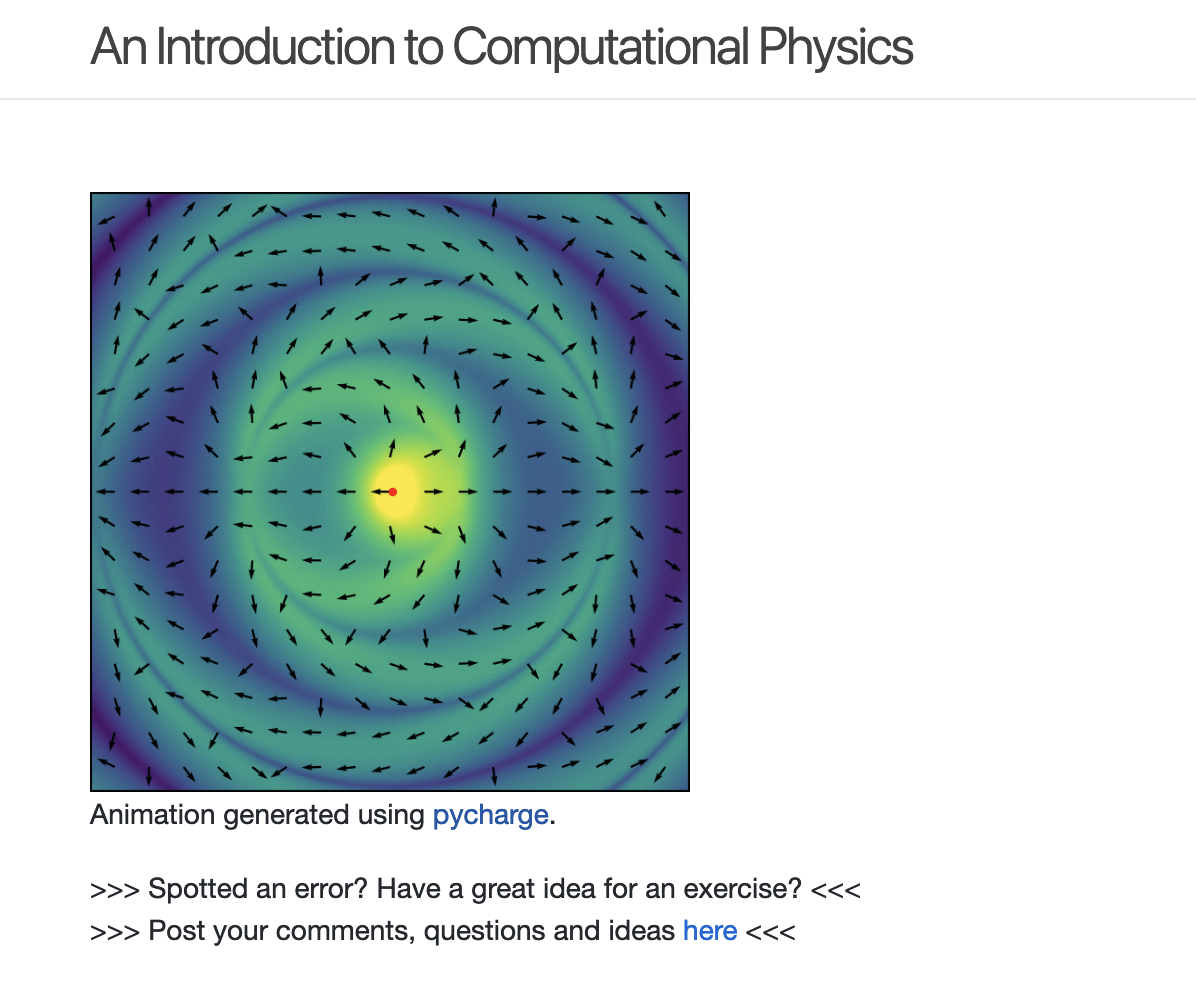 An Introduction to Computational Physics
Animation generated using pycharge.
>>> Spotted an error? Have a great idea for an exercise? <<<
>>> Post your comments, questions and ideas here <<<